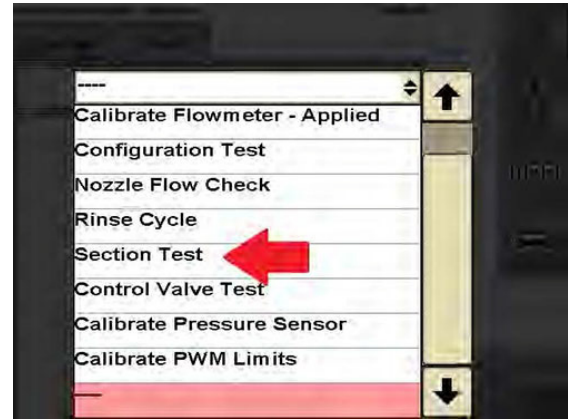 ----
Calibrate Flowmeter - Applied
Configuration Test
Nozzle Flow Check
Rinse Cycle
Section Test
Control Valve Test
Calibrate Pressure Sensor
Calibrate PWM Limits
----